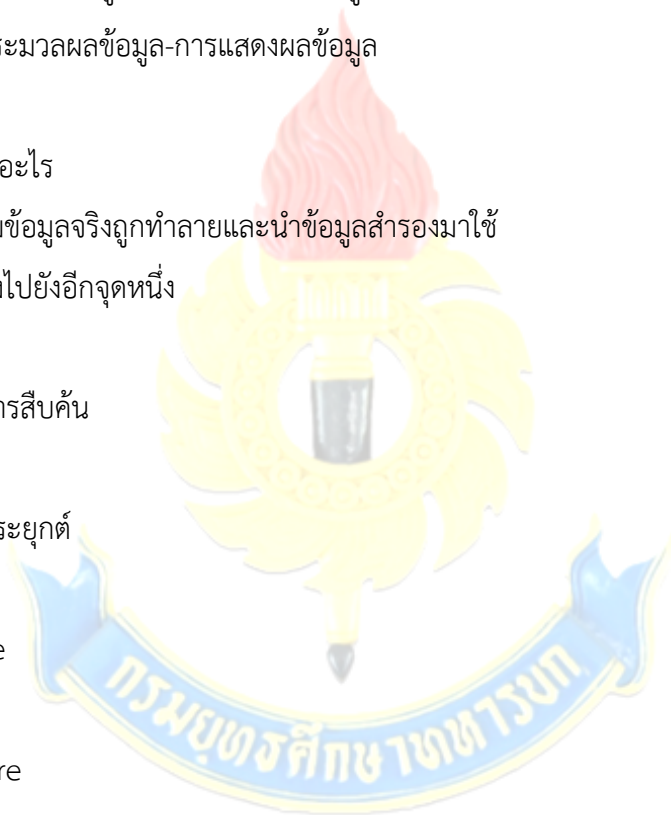 ระมวลผลข้อมูล-การแสดงผลข้อมูล
อะไร
ข้อมูลจริงถูกทำลายและนำข้อมูลสำรองมาใช้
ไปยังอีกจุดหนึ่ง
ารสืบค้น
ระยุกต์
e
re
กรมยุทธศึกษาทหารบก